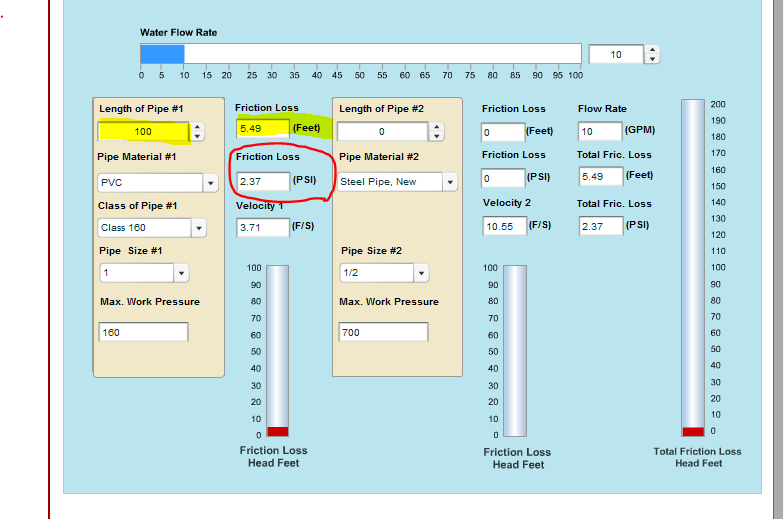 Water Flow Rate
10
0 5 10 15 20 25 30 35 40 45 50 55 60 65 70 75 80 85 90 95 100
Length of Pipe #1
100
Pipe Material #1
PVC
Class of Pipe #1
Class 160
Pipe Size #1
1
Max. Work Pressure
160
Friction Loss
5.49 (Feet)
Friction Loss
2.37 (PSI)
Velocity 1
3.71 (F/S)
100
90
80
70
60
50
40
30
20
10
0
Friction Loss
Head Feet
Length of Pipe #2
0
Pipe Material #2
Steel Pipe, New
Pipe Size #2
1/2
Max. Work Pressure
700
Friction Loss
0 (Feet)
Friction Loss
0 (PSI)
Velocity 2
10.55 (F/S)
100
90
80
70
60
50
40
30
20
10
0
Friction Loss
Head Feet
Flow Rate
10 (GPM)
Total Fric. Loss
5.49 (Feet)
Total Fric. Loss
2.37 (PSI)
200
190
180
170
160
150
140
130
120
110
100
90
80
70
60
50
40
30
20
10
0
Total Friction Loss
Head Feet